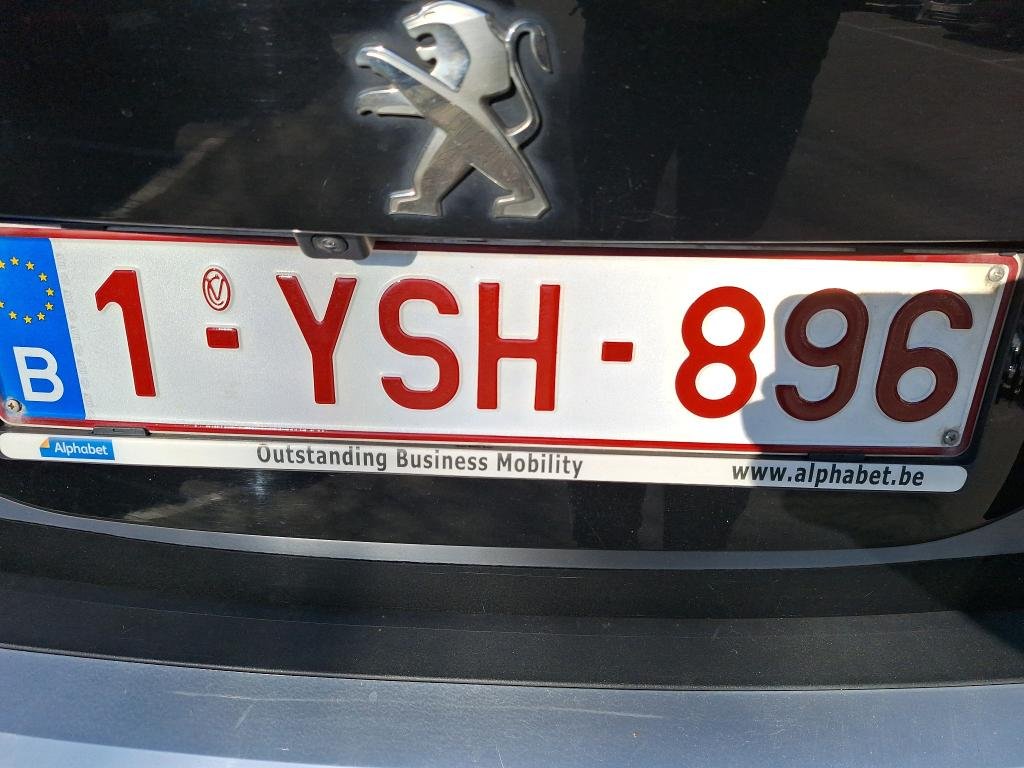 B 1-YSH-896
Alphabet Outstanding Business Mobility www.alphabet.be